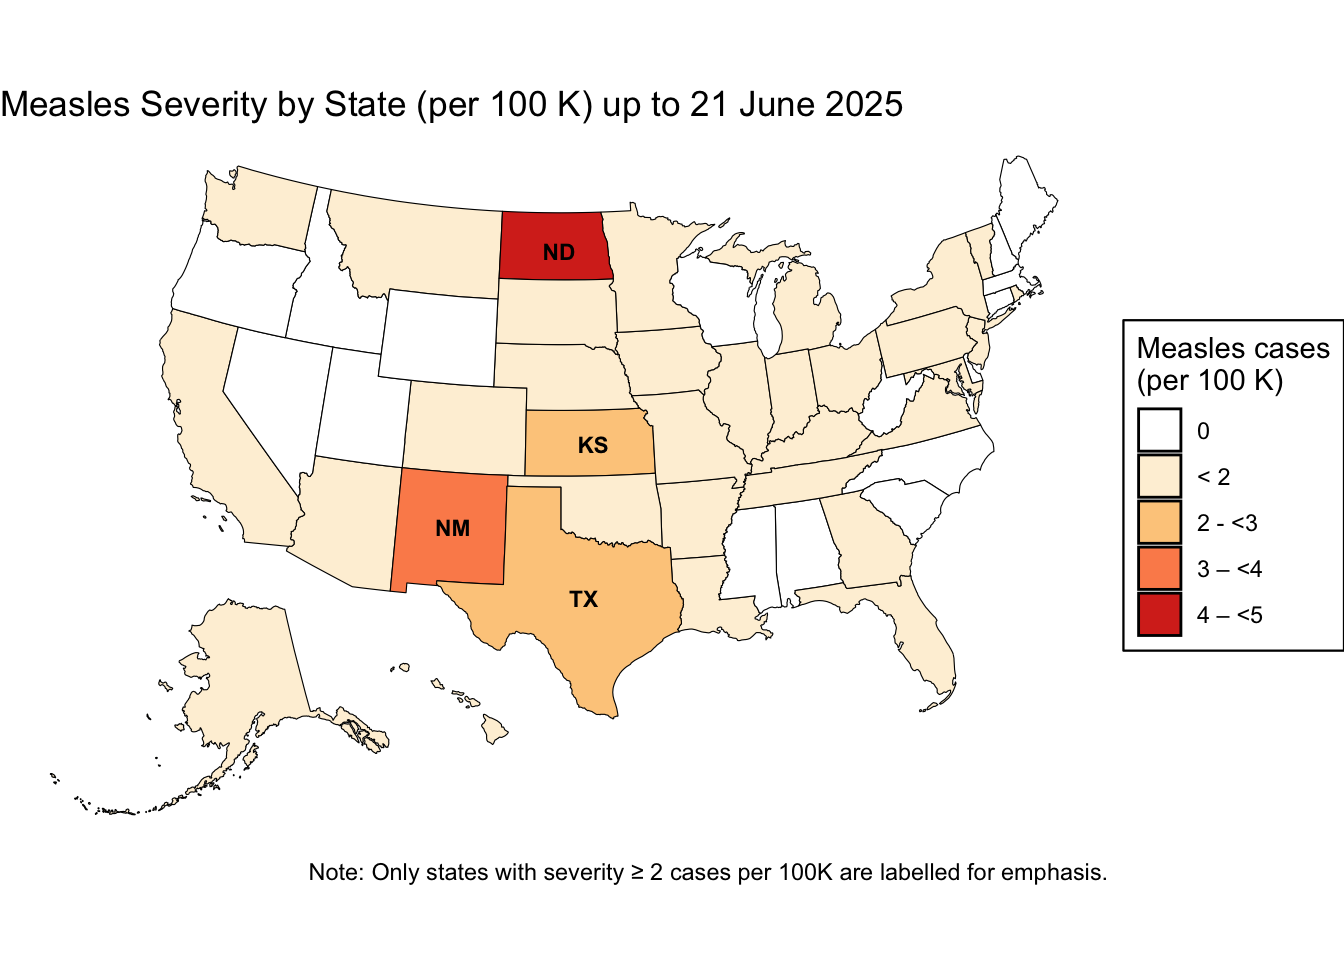 Measles Severity by State (per 100 K) up to 21 June 2025
ND
KS
NM
TX
Measles cases
(per 100 K)
0
< 2
2 - <3
3 – <4
4 – <5
Note: Only states with severity ≥ 2 cases per 100K are labelled for emphasis.